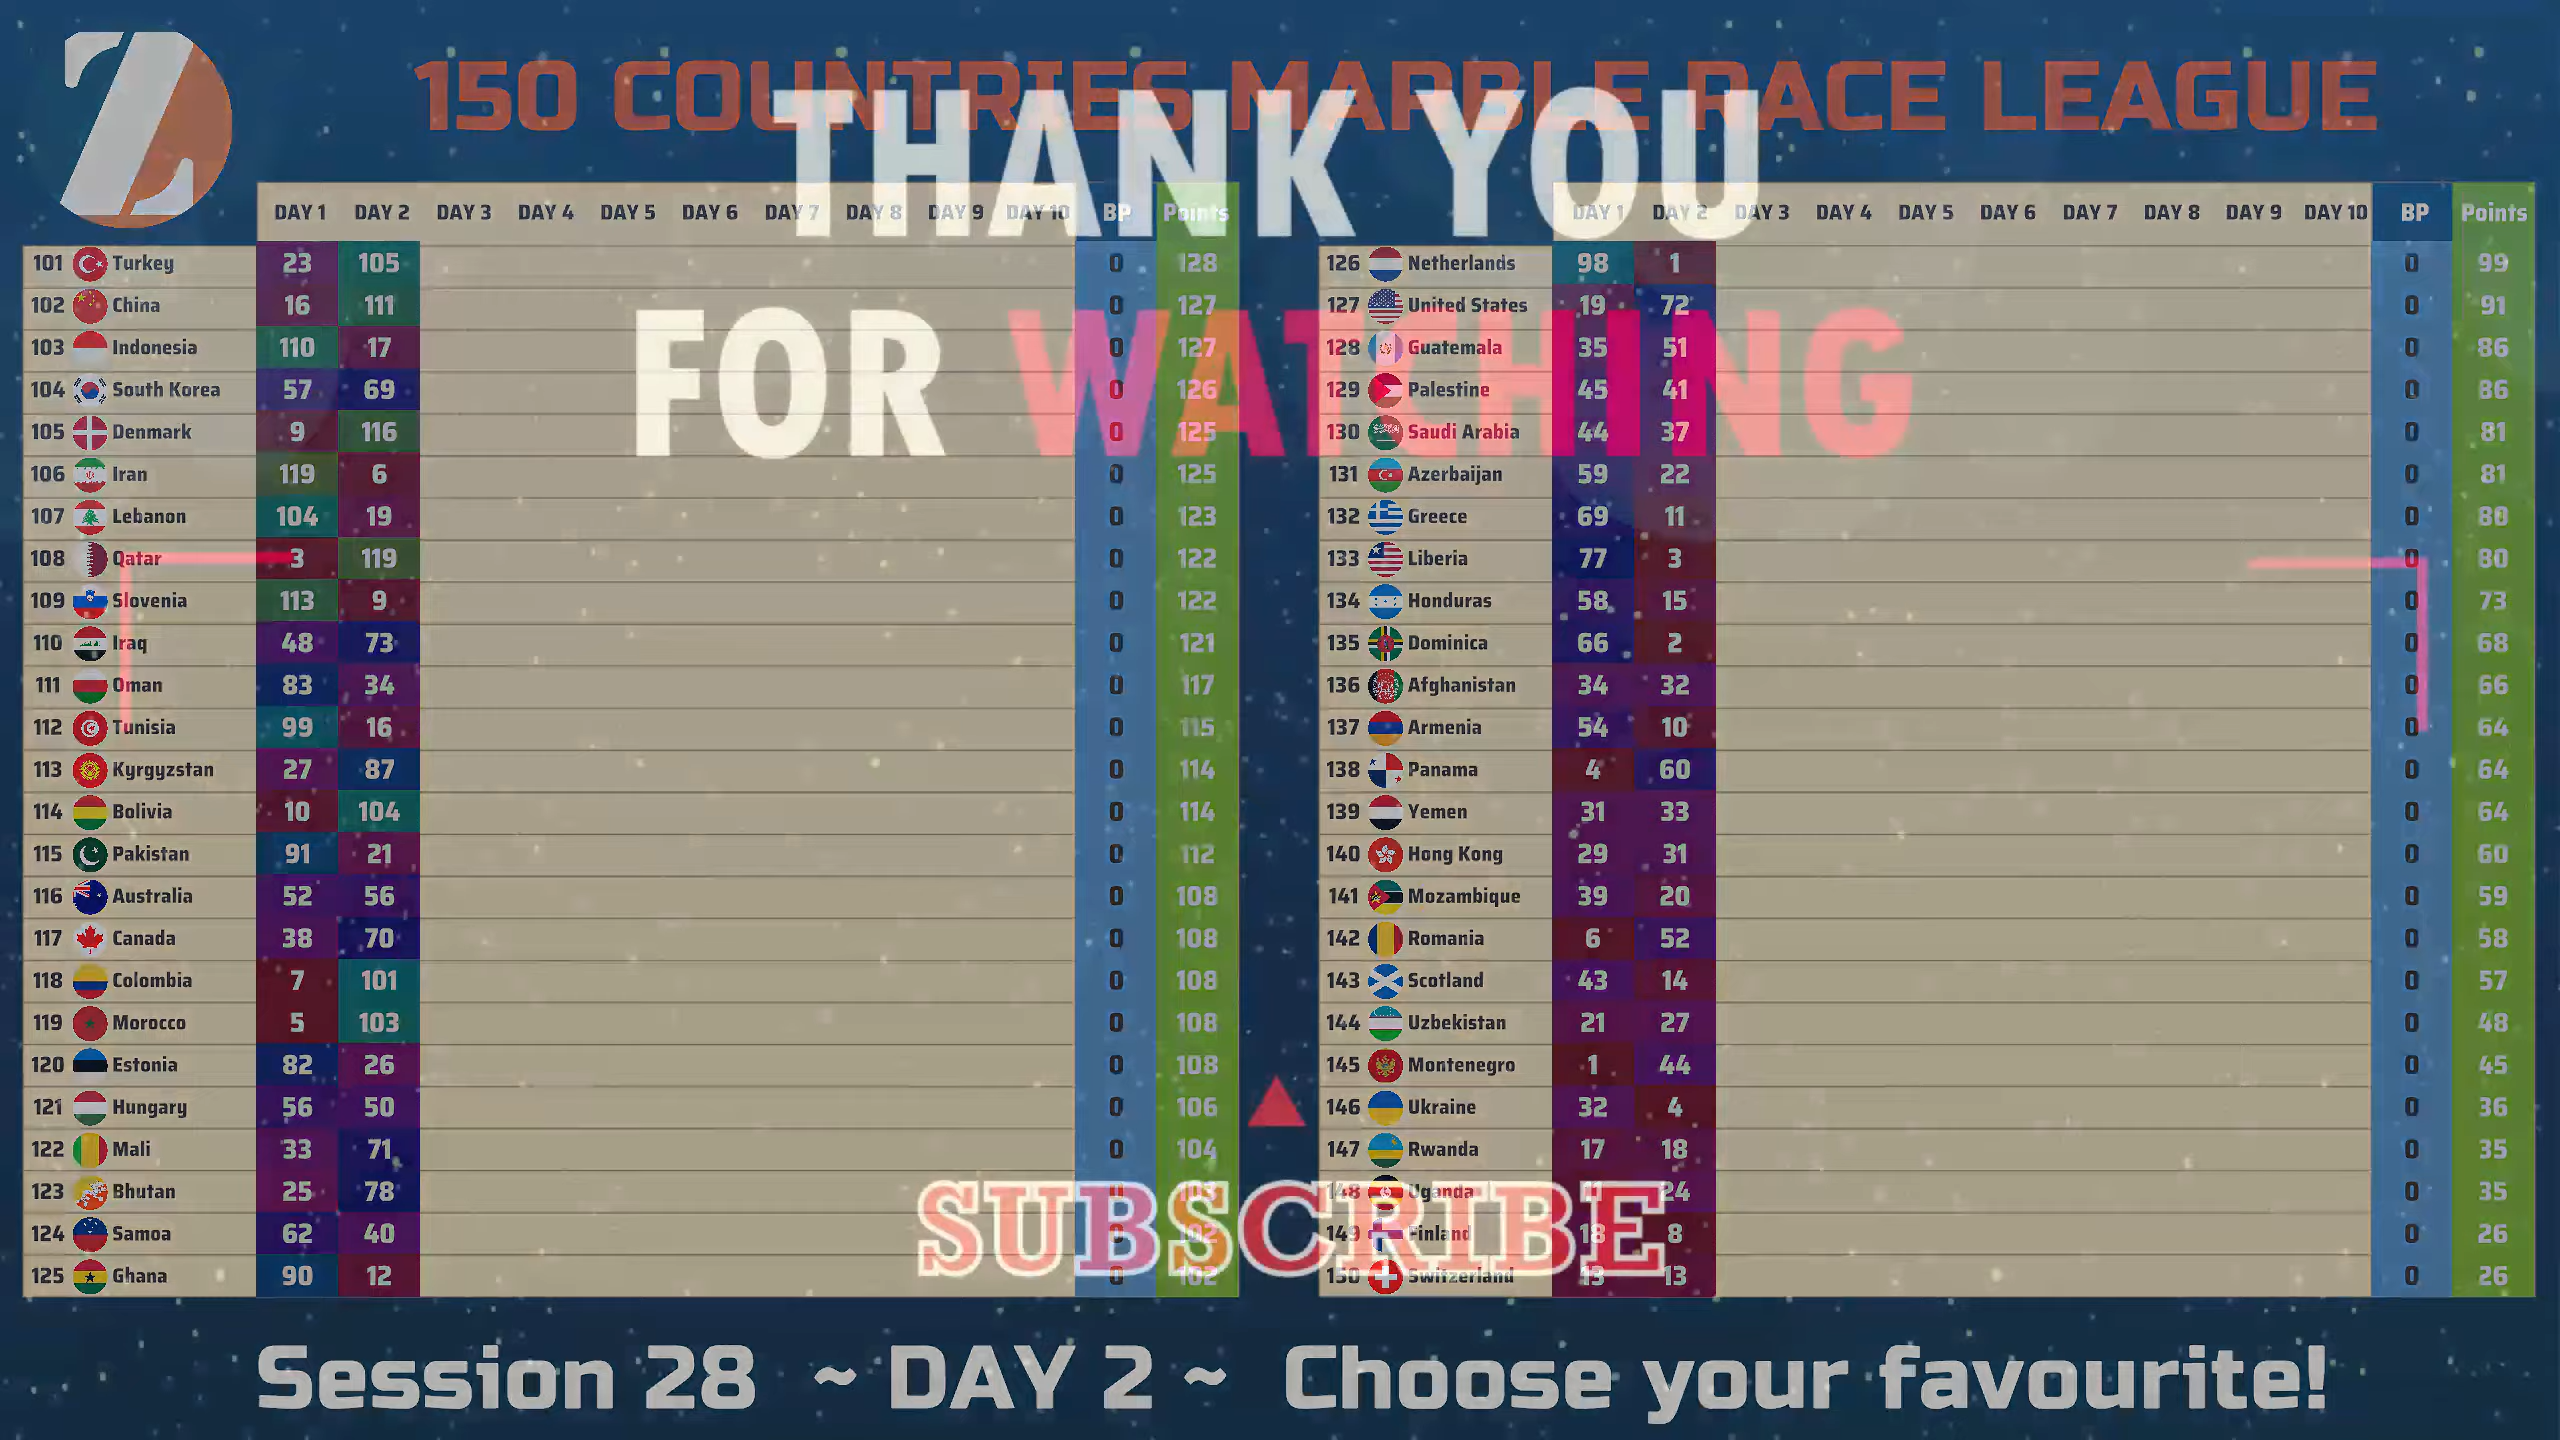 150 COUNTRIES MARBLE RACE LEAGUE
THANK YOU
FOR WATCHING
DAY 1 DAY 2 DAY 3 DAY 4 DAY 5 DAY 6 DAY 7 DAY 8 DAY 9 DAY 10 BP Points
101 Turkey 23 105 0 128
102 China 16 111 0 127
103 Indonesia 110 17 0 127
104 South Korea 57 69 0 126
105 Denmark 9 116 0 125
106 Iran 119 6 0 125
107 Lebanon 104 19 0 123
108 Qatar 3 119 0 122
109 Slovenia 113 9 0 122
110 Iraq 48 73 0 121
111 Oman 83 34 0 117
112 Tunisia 99 16 0 115
113 Kyrgyzstan 27 87 0 114
114 Bolivia 10 104 0 114
115 Pakistan 91 21 0 112
116 Australia 52 56 0 108
117 Canada 38 70 0 108
118 Colombia 7 101 0 108
119 Morocco 5 103 0 108
120 Estonia 82 26 0 108
121 Hungary 56 50 0 106
122 Mali 33 71 0 104
123 Bhutan 25 78 0 103
124 Samoa 62 40 0 102
125 Ghana 90 12 0 102
DAY 1 DAY 2 DAY 3 DAY 4 DAY 5 DAY 6 DAY 7 DAY 8 DAY 9 DAY 10 BP Points
126 Netherlands 98 1 0 99
127 United States 19 72 0 91
128 Guatemala 35 51 0 86
129 Palestine 45 41 0 86
130 Saudi Arabia 44 37 0 81
131 Azerbaijan 59 22 0 81
132 Greece 69 11 0 80
133 Liberia 77 3 0 80
134 Honduras 58 15 0 73
135 Dominica 66 2 0 68
136 Afghanistan 34 32 0 66
137 Armenia 54 10 0 64
138 Panama 4 60 0 64
139 Yemen 31 33 0 64
140 Hong Kong 29 31 0 60
141 Mozambique 39 20 0 59
142 Romania 6 52 0 58
143 Scotland 43 14 0 57
144 Uzbekistan 21 27 0 48
145 Montenegro 1 44 0 45
146 Ukraine 32 4 0 36
147 Rwanda 17 18 0 35
148 Uganda 11 24 0 35
149 Finland 18 8 0 26
150 Switzerland 13 13 0 26
SUBSCRIBE
Session 28 ~ DAY 2 ~ Choose your favourite!